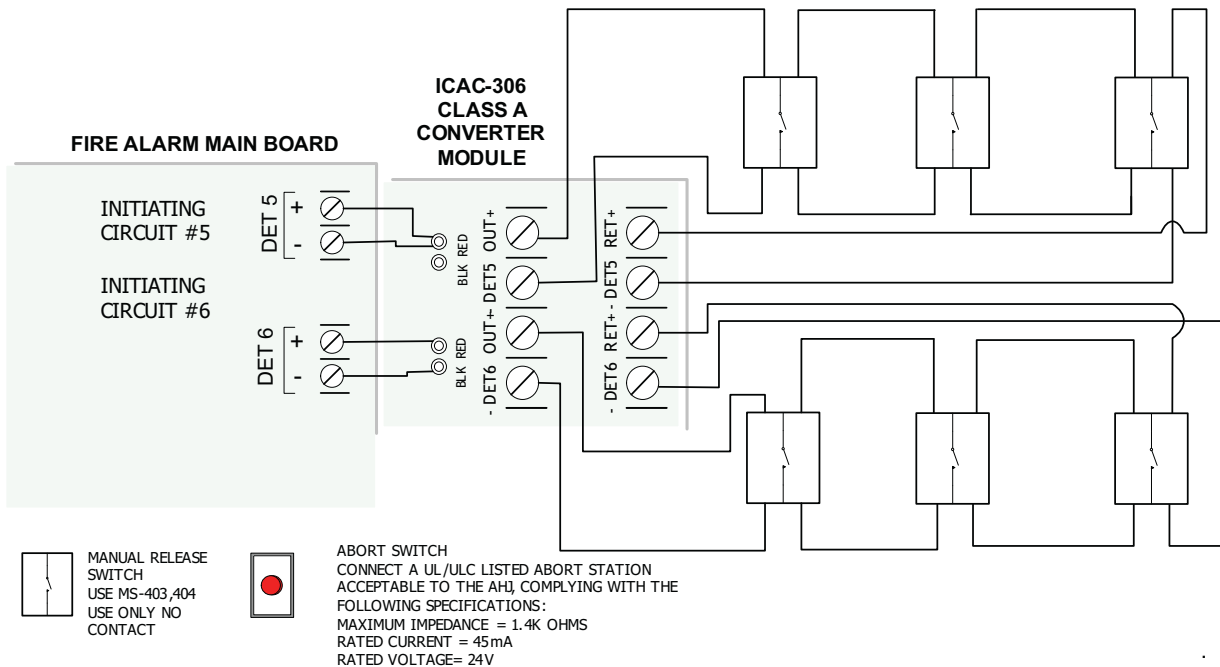 ICAC-306
CLASS A
CONVERTER
MODULE
FIRE ALARM MAIN BOARD
INITIATING
CIRCUIT #5
DET 5
+
-
INITIATING
CIRCUIT #6
DET 6
+
-
BLK RED
BLK RED
- DET5 OUT+
- DET6 OUT+
- DET5 RET+
- DET6 RET+
MANUAL RELEASE
SWITCH
USE MS-403,404
USE ONLY NO
CONTACT
ABORT SWITCH
CONNECT A UL/ULC LISTED ABORT STATION
ACCEPTABLE TO THE AHJ, COMPLYING WITH THE
FOLLOWING SPECIFICATIONS:
MAXIMUM IMPEDANCE = 1.4K OHMS
RATED CURRENT = 45mA
RATED VOLTAGE= 24V
.